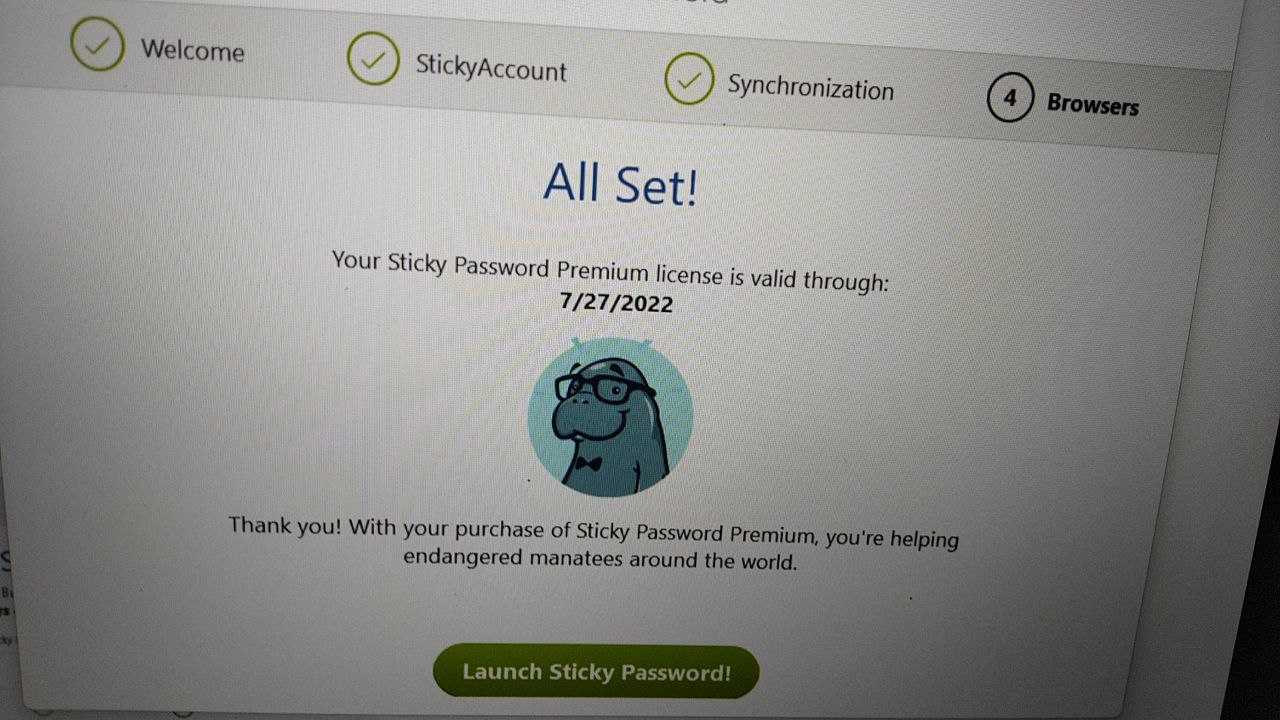 Welcome
StickyAccount
Synchronization
4 Browsers
All Set!
Your Sticky Password Premium license is valid through:
7/27/2022
Thank you! With your purchase of Sticky Password Premium, you're helping
endangered manatees around the world.
Launch Sticky Password!